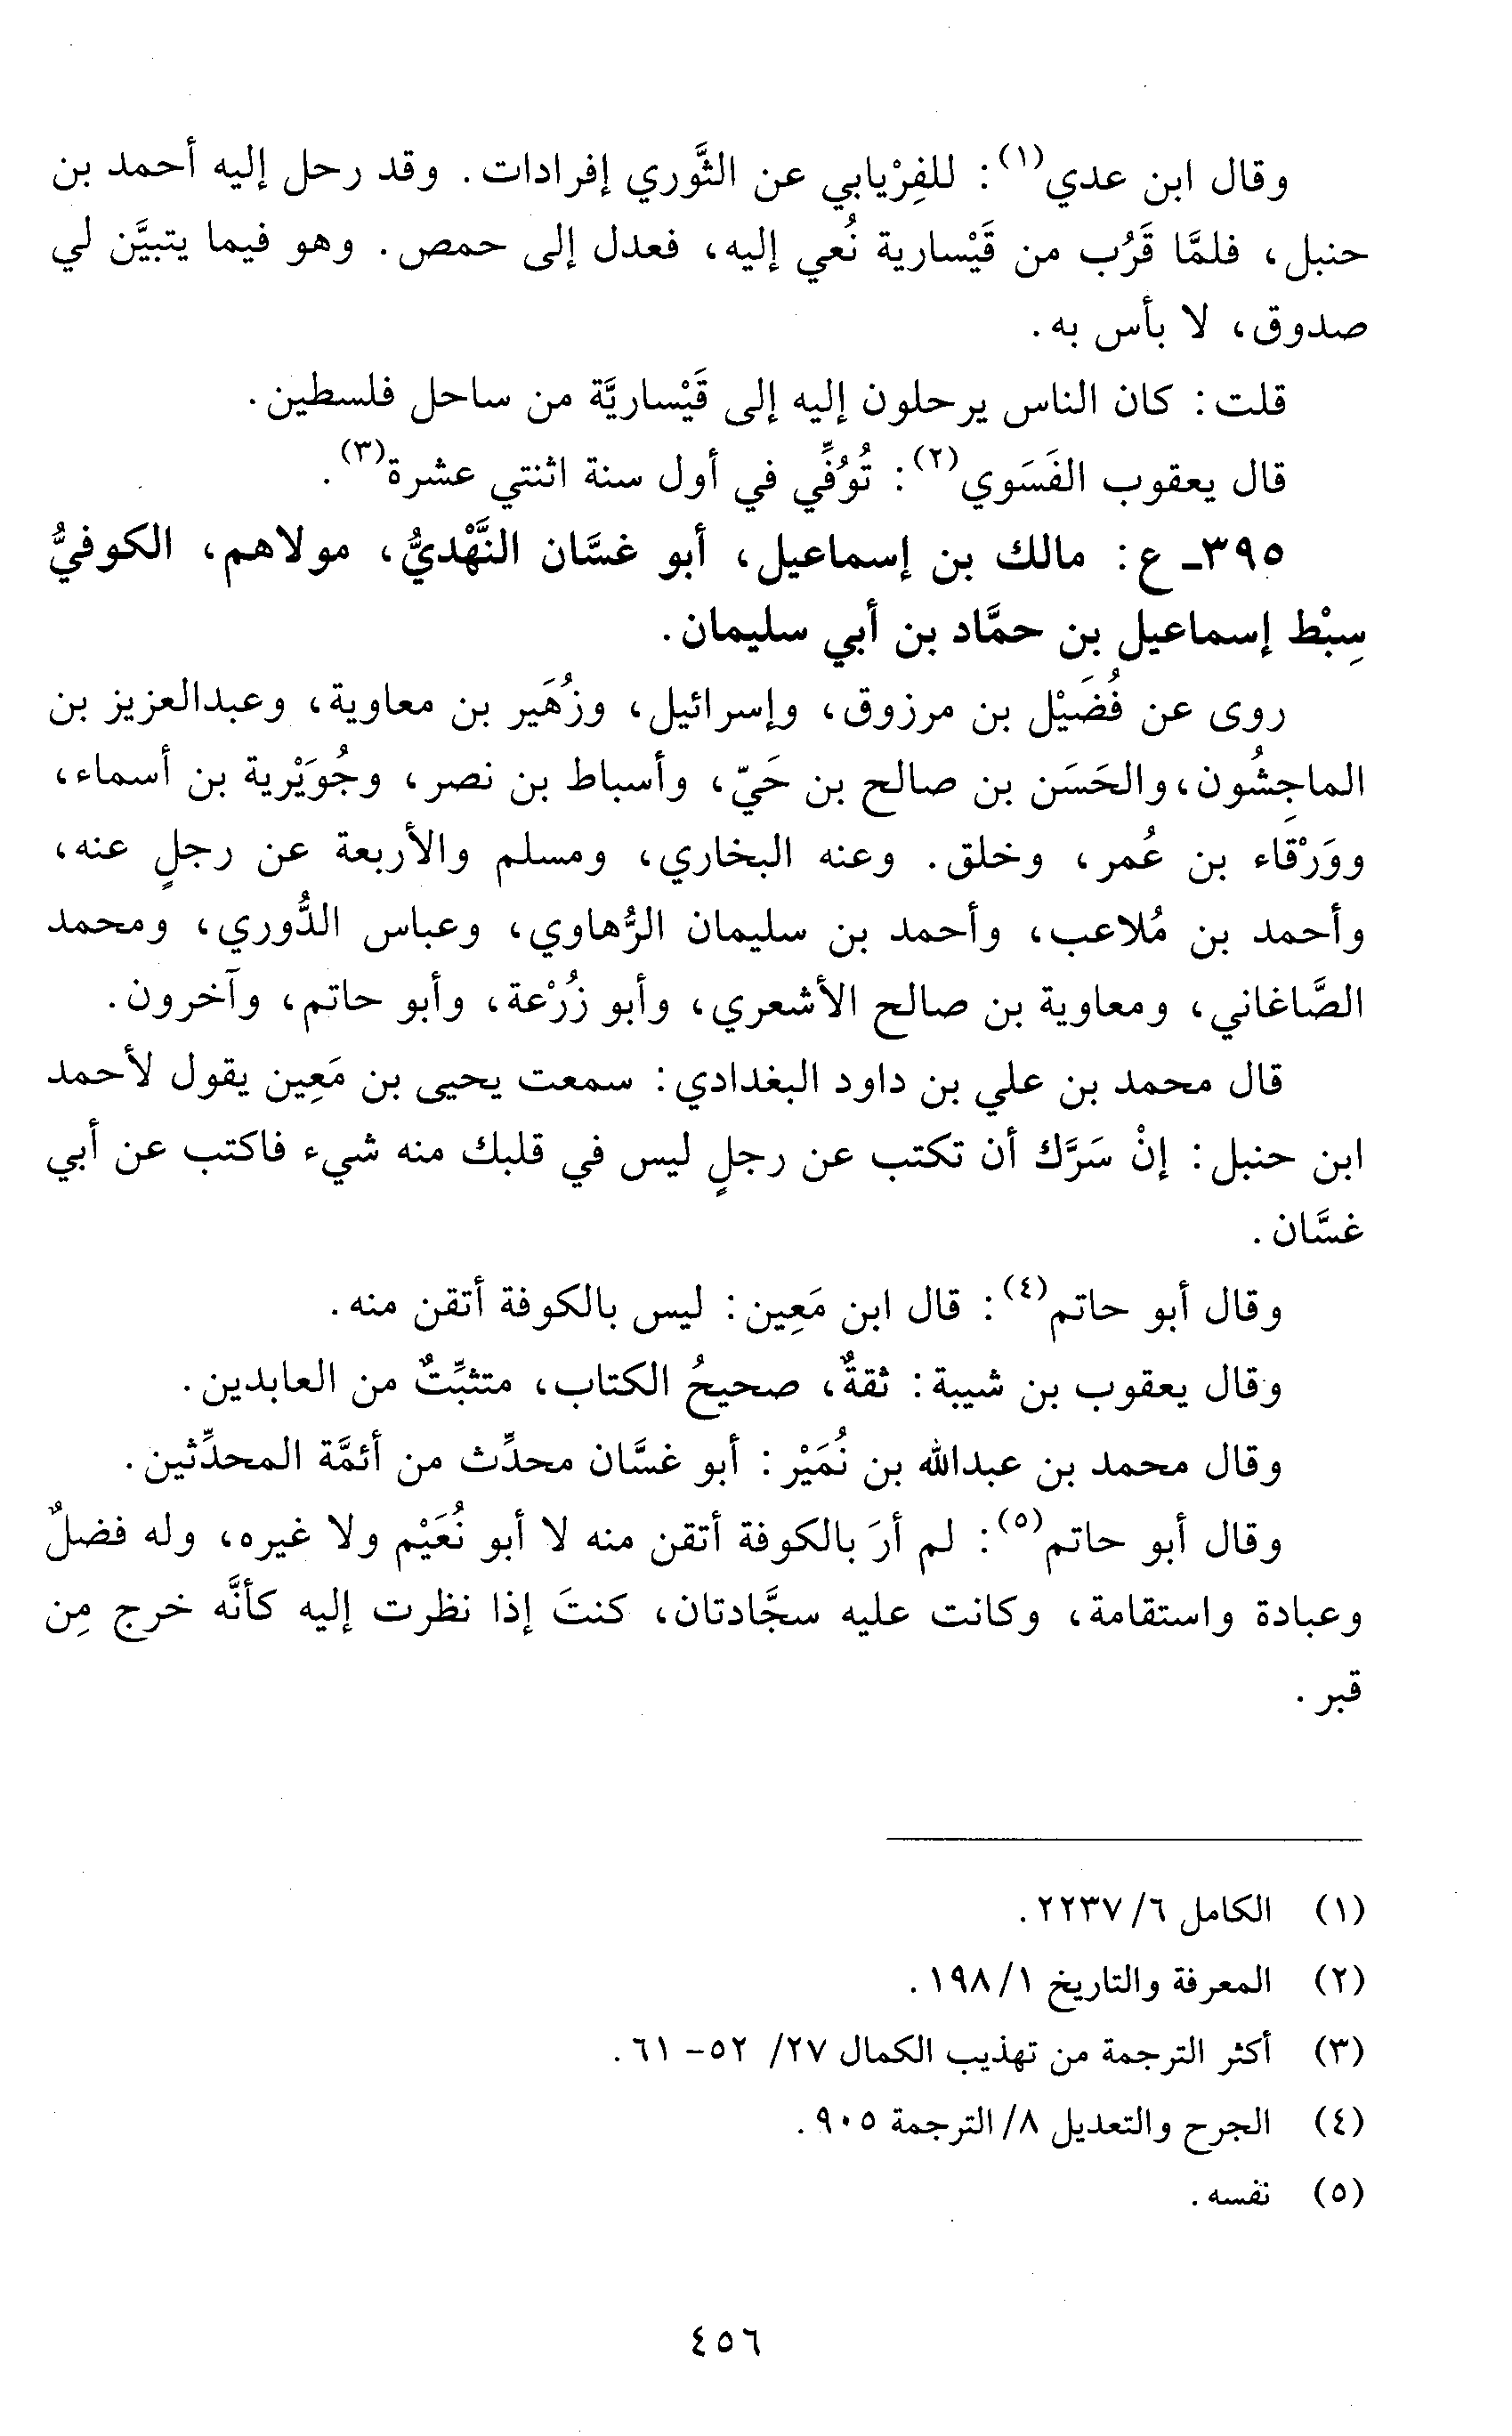 وقال ابن عدي(١): للفِرْيابي عن الثَّوري إفرادات. وقد رحل إليه أحمد بن
حنبل، فلمَّا قَرُب من قَيْسارية نُعي إليه، فعدل إلى حمص. وهو فيما يتبيَّن لي
صدوق، لا بأس به.
قلت: كان الناس يرحلون إليه إلى قَيْساريَّة من ساحل فلسطين.
قال يعقوب الفَسَوي(٢): تُوُفِّي في أول سنة اثنتي عشرة(٣).
٣٩٥ـ ع: مالك بن إسماعيل، أبو غسَّان النَّهْديُّ، مولاهم، الكوفيُّ
سِبْط إسماعيل بن حمَّاد بن أبي سليمان.
روى عن فُضَيْل بن مرزوق، وإسرائيل، وزُهَير بن معاوية، وعبدالعزيز بن
الماجِشُون، والحَسَن بن صالح بن حَيّ، وأسباط بن نصر، وجُوَيْرية بن أسماء،
ووَرْقاء بن عُمر، وخلق. وعنه البخاري، ومسلم والأربعة عن رجلٍ عنه،
وأحمد بن مُلاعب، وأحمد بن سليمان الرُّهاوي، وعباس الدُّوري، ومحمد
الصَّاغاني، ومعاوية بن صالح الأشعري، وأبو زُرْعة، وأبو حاتم، وآخرون.
قال محمد بن علي بن داود البغدادي: سمعت يحيى بن مَعِين يقول لأحمد
ابن حنبل: إنْ سَرَّك أن تكتب عن رجلٍ ليس في قلبك منه شيء فاكتب عن أبي
غسَّان.
وقال أبو حاتم(٤): قال ابن مَعِين: ليس بالكوفة أتقن منه.
وقال يعقوب بن شيبة: ثقةٌ، صحيحُ الكتاب، متثبِّتٌ من العابدين.
وقال محمد بن عبدالله بن نُمَيْر: أبو غسَّان محدِّث من أئمَّة المحدِّثين.
وقال أبو حاتم(٥): لم أرَ بالكوفة أتقن منه لا أبو نُعَيْم ولا غيره، وله فضلٌ
وعبادة واستقامة، وكانت عليه سجَّادتان، كنتَ إذا نظرت إليه كأنَّه خرج مِن
قبر.
(١) الكامل ٦/ ٢٢٣٧.
(٢) المعرفة والتاريخ ١/ ١٩٨.
(٣) أكثر الترجمة من تهذيب الكمال ٢٧/ ٥٢- ٦١.
(٤) الجرح والتعديل ٨/ الترجمة ٩٠٥.
(٥) نفسه.
٤٥٦